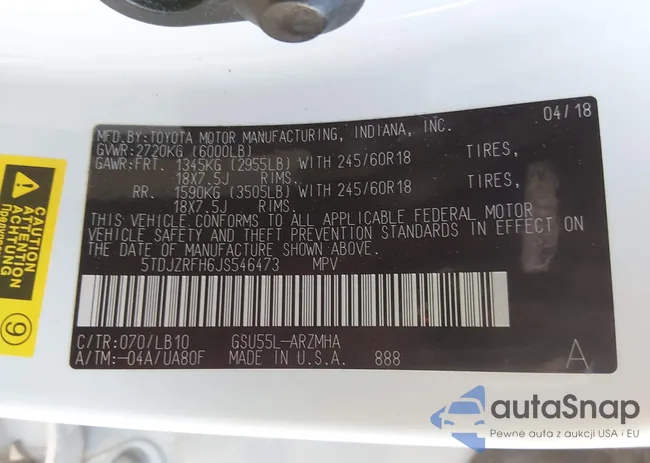 MFD.BY:TOYOTA MOTOR MANUFACTURING, INDIANA, INC. 04/18
GVWR:2720KG (6000LB)
GAWR:FRT. 1345KG (2955LB) WITH 245/60R18 TIRES,
18X7.5J RIMS.
RR. 1590KG (3505LB) WITH 245/60R18 TIRES,
18X7.5J RIMS.
THIS VEHICLE CONFORMS TO ALL APPLICABLE FEDERAL MOTOR
VEHICLE SAFETY AND THEFT PREVENTION STANDARDS IN EFFECT ON
THE DATE OF MANUFACTURE SHOWN ABOVE.
5TDJZRFH6JS546473 MPV
C/TR:070/LB10 GSU55L-ARZMHA
A/TM:-04A/UA80F MADE IN U.S.A. 888 A
CAUTION
ATTENTION
ACHTUNG
9
autaSnap
Pewne auta z aukcji USA i EU